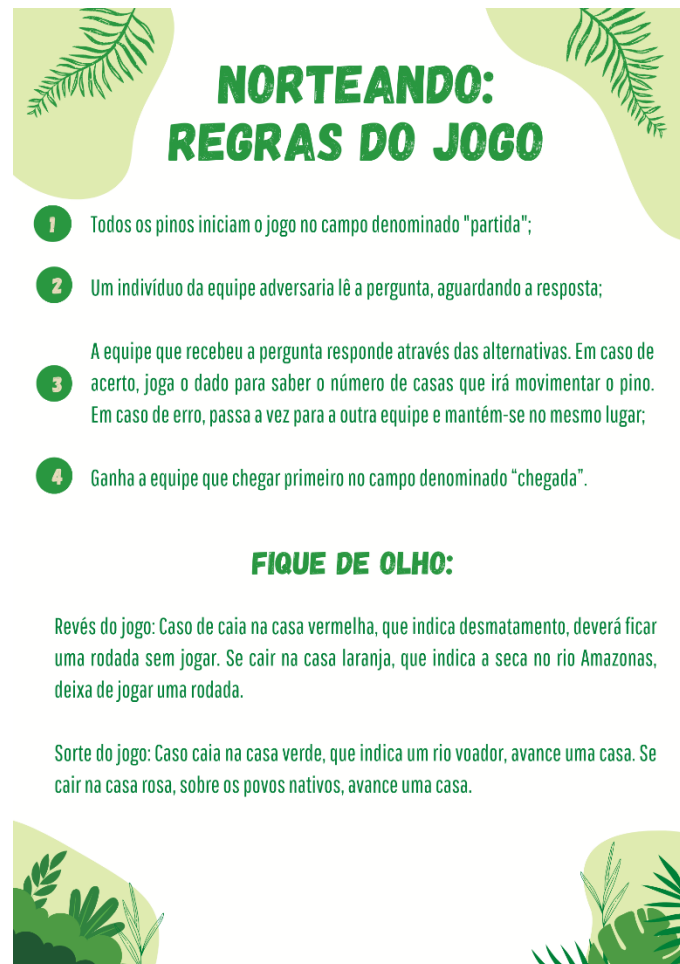 NORTEANDO:
REGRAS DO JOGO
1 Todos os pinos iniciam o jogo no campo denominado "partida";
2 Um indivíduo da equipe adversaria lê a pergunta, aguardando a resposta;
A equipe que recebeu a pergunta responde através das alternativas. Em caso de
3 acerto, joga o dado para saber o número de casas que irá movimentar o pino.
Em caso de erro, passa a vez para a outra equipe e mantém-se no mesmo lugar;
4 Ganha a equipe que chegar primeiro no campo denominado “chegada”.
FIQUE DE OLHO:
Revés do jogo: Caso de caia na casa vermelha, que indica desmatamento, deverá ficar
uma rodada sem jogar. Se cair na casa laranja, que indica a seca no rio Amazonas,
deixa de jogar uma rodada.
Sorte do jogo: Caso caia na casa verde, que indica um rio voador, avance uma casa. Se
cair na casa rosa, sobre os povos nativos, avance uma casa.